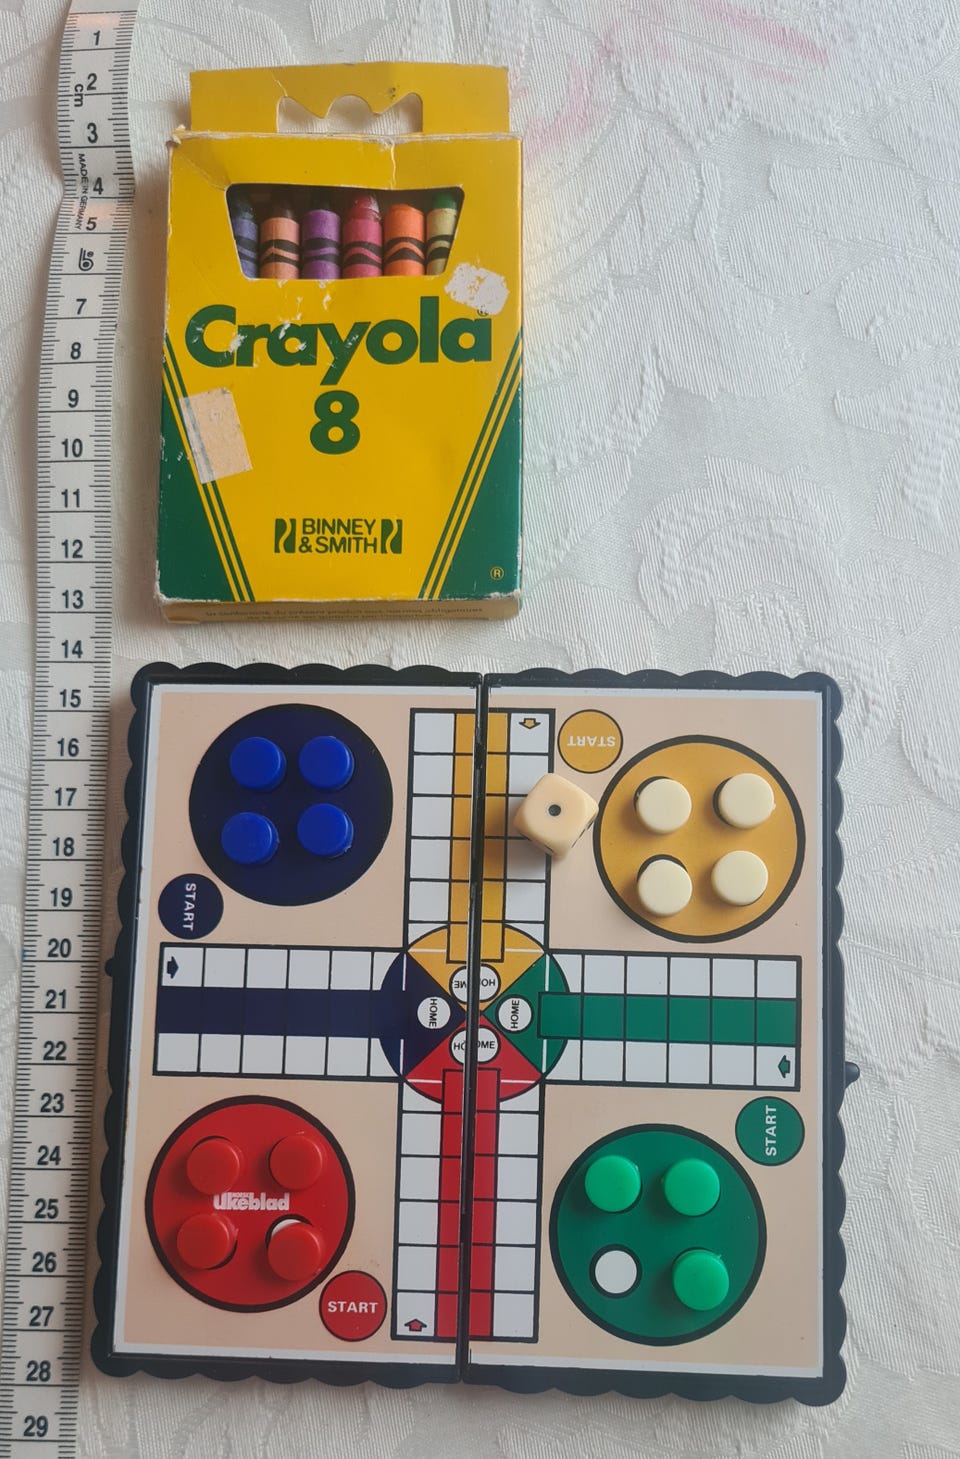 1
2
cm
3
MADE IN GERMANY
4
5
6
7
8
9
10
11
12
13
14
15
16
17
18
19
20
21
22
23
24
25
26
27
28
29
Crayola®
8
BINNEY
& SMITH
®
START
START
HOME
HOME
HOME
HOME
START
NORSK
Ukeblad
START